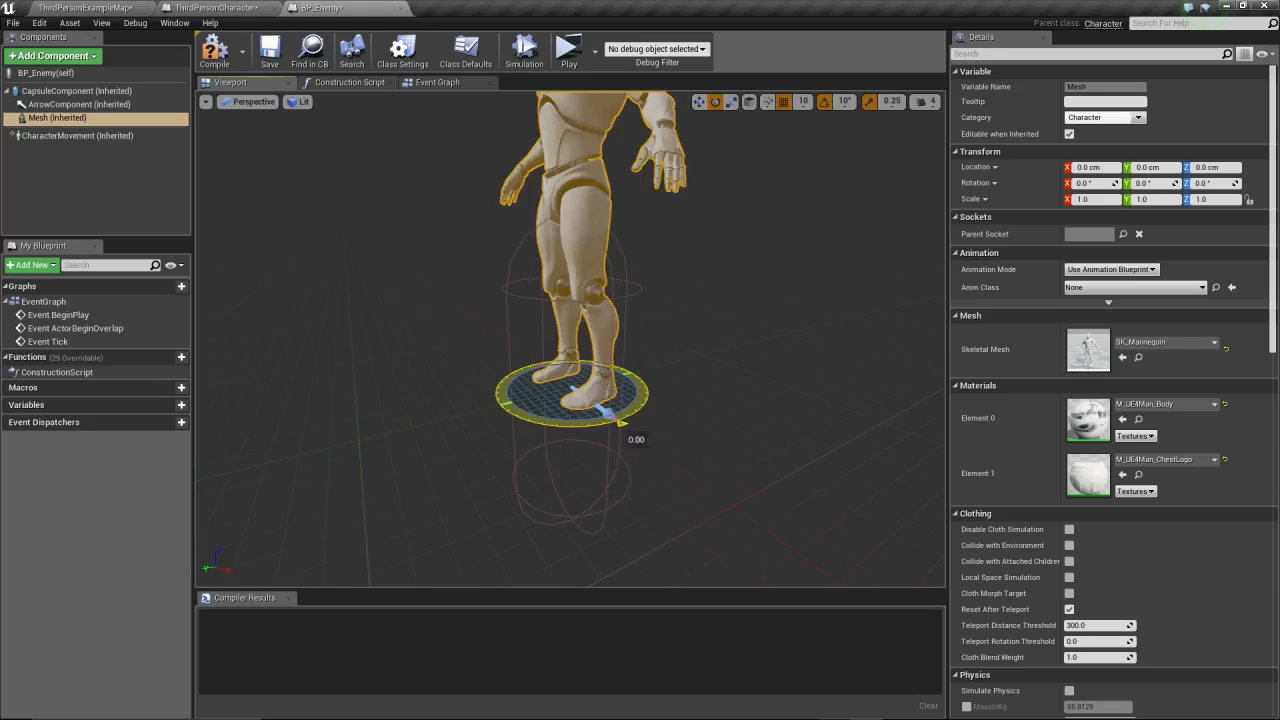 ThirdPersonExampleMap*
ThirdPersonCharacter*
BP_Enemy*
File Edit Asset View Debug Window Help
Parent class: Character
Search For Help
Components
+Add Component
BP_Enemy(self)
CapsuleComponent (Inherited)
ArrowComponent (Inherited)
Mesh (Inherited)
CharacterMovement (Inherited)
My Blueprint
+Add New
Search
Graphs
EventGraph
Event BeginPlay
Event ActorBeginOverlap
Event Tick
Functions (29 Overridable)
ConstructionScript
Macros
Variables
Event Dispatchers
Compile
Save
Find in CB
Search
Class Settings
Class Defaults
Simulation
Play
No debug object selected
Debug Filter
Viewport
Construction Script
Event Graph
Perspective
Lit
10
10°
0.25
4
0.00
Z
Compiler Results
Clear
Details
Search
Variable
Variable Name Mesh
Tooltip
Category Character
Editable when Inherited
Transform
Location X 0.0 cm Y 0.0 cm Z 0.0 cm
Rotation X 0.0 ° Y 0.0 ° Z 0.0 °
Scale X 1.0 Y 1.0 Z 1.0
Sockets
Parent Socket
Animation
Animation Mode Use Animation Blueprint
Anim Class None
Mesh
Skeletal Mesh SK_Mannequin
Materials
Element 0 M_UE4Man_Body
Textures
Element 1 M_UE4Man_ChestLogo
Textures
Clothing
Disable Cloth Simulation
Collide with Environment
Collide with Attached Children
Local Space Simulation
Cloth Morph Target
Reset After Teleport
Teleport Distance Threshold 300.0
Teleport Rotation Threshold 0.0
Cloth Blend Weight 1.0
Physics
Simulate Physics
MassInKg 85.8125